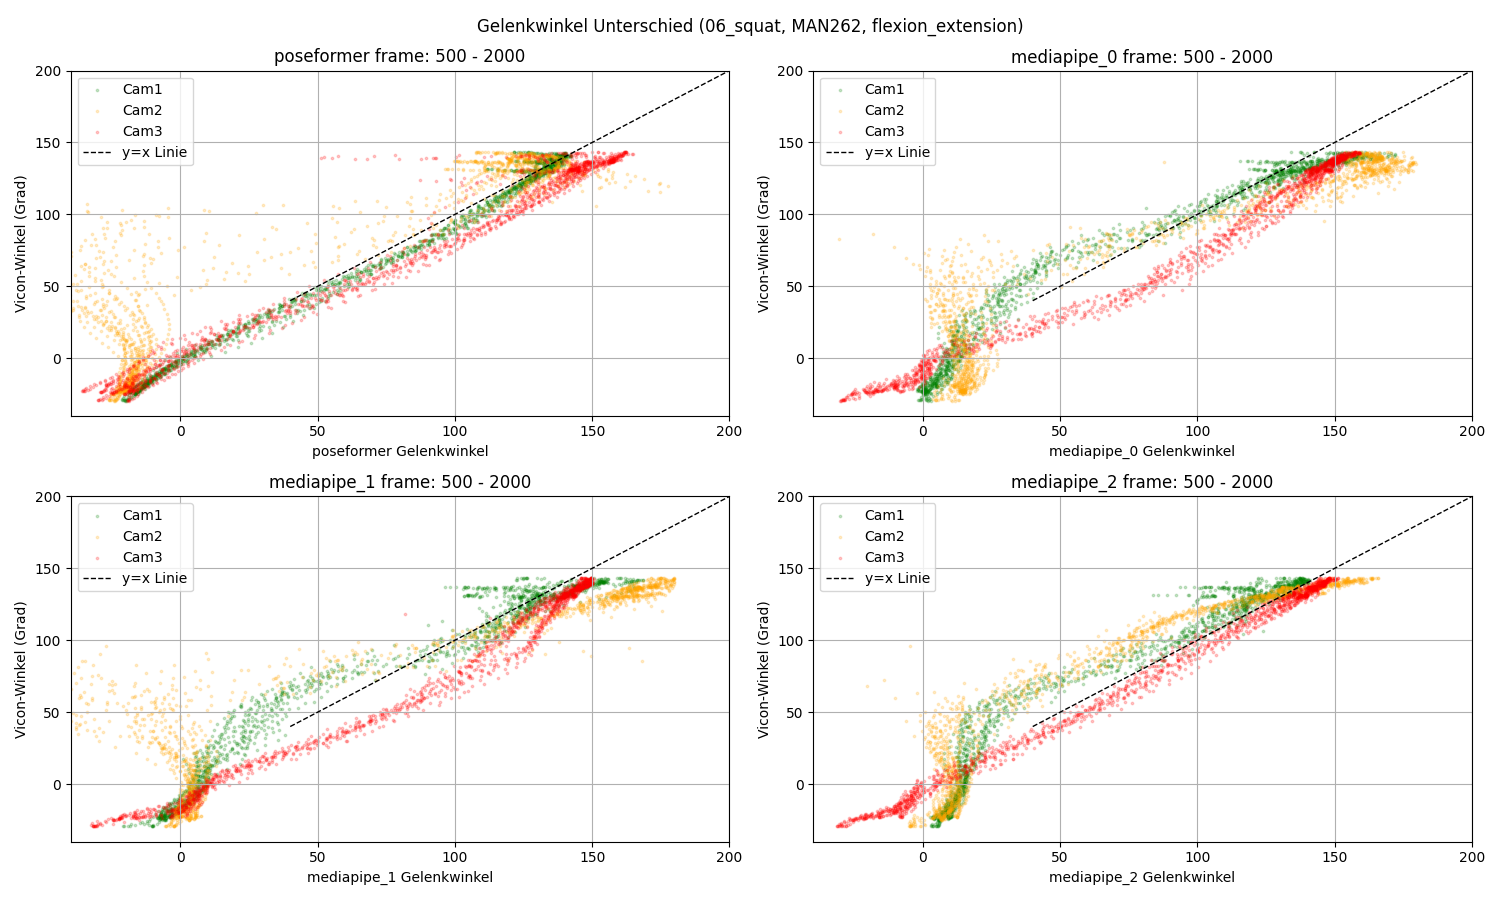 Gelenkwinkel Unterschied (06_squat, MAN262, flexion_extension)
poseformer frame: 500 - 2000
Cam1
Cam2
Cam3
y=x Linie
200
150
100
50
0
Vicon-Winkel (Grad)
0 50 100 150 200
poseformer Gelenkwinkel
mediapipe_0 frame: 500 - 2000
Cam1
Cam2
Cam3
y=x Linie
200
150
100
50
0
Vicon-Winkel (Grad)
0 50 100 150 200
mediapipe_0 Gelenkwinkel
mediapipe_1 frame: 500 - 2000
Cam1
Cam2
Cam3
y=x Linie
200
150
100
50
0
Vicon-Winkel (Grad)
0 50 100 150 200
mediapipe_1 Gelenkwinkel
mediapipe_2 frame: 500 - 2000
Cam1
Cam2
Cam3
y=x Linie
200
150
100
50
0
Vicon-Winkel (Grad)
0 50 100 150 200
mediapipe_2 Gelenkwinkel